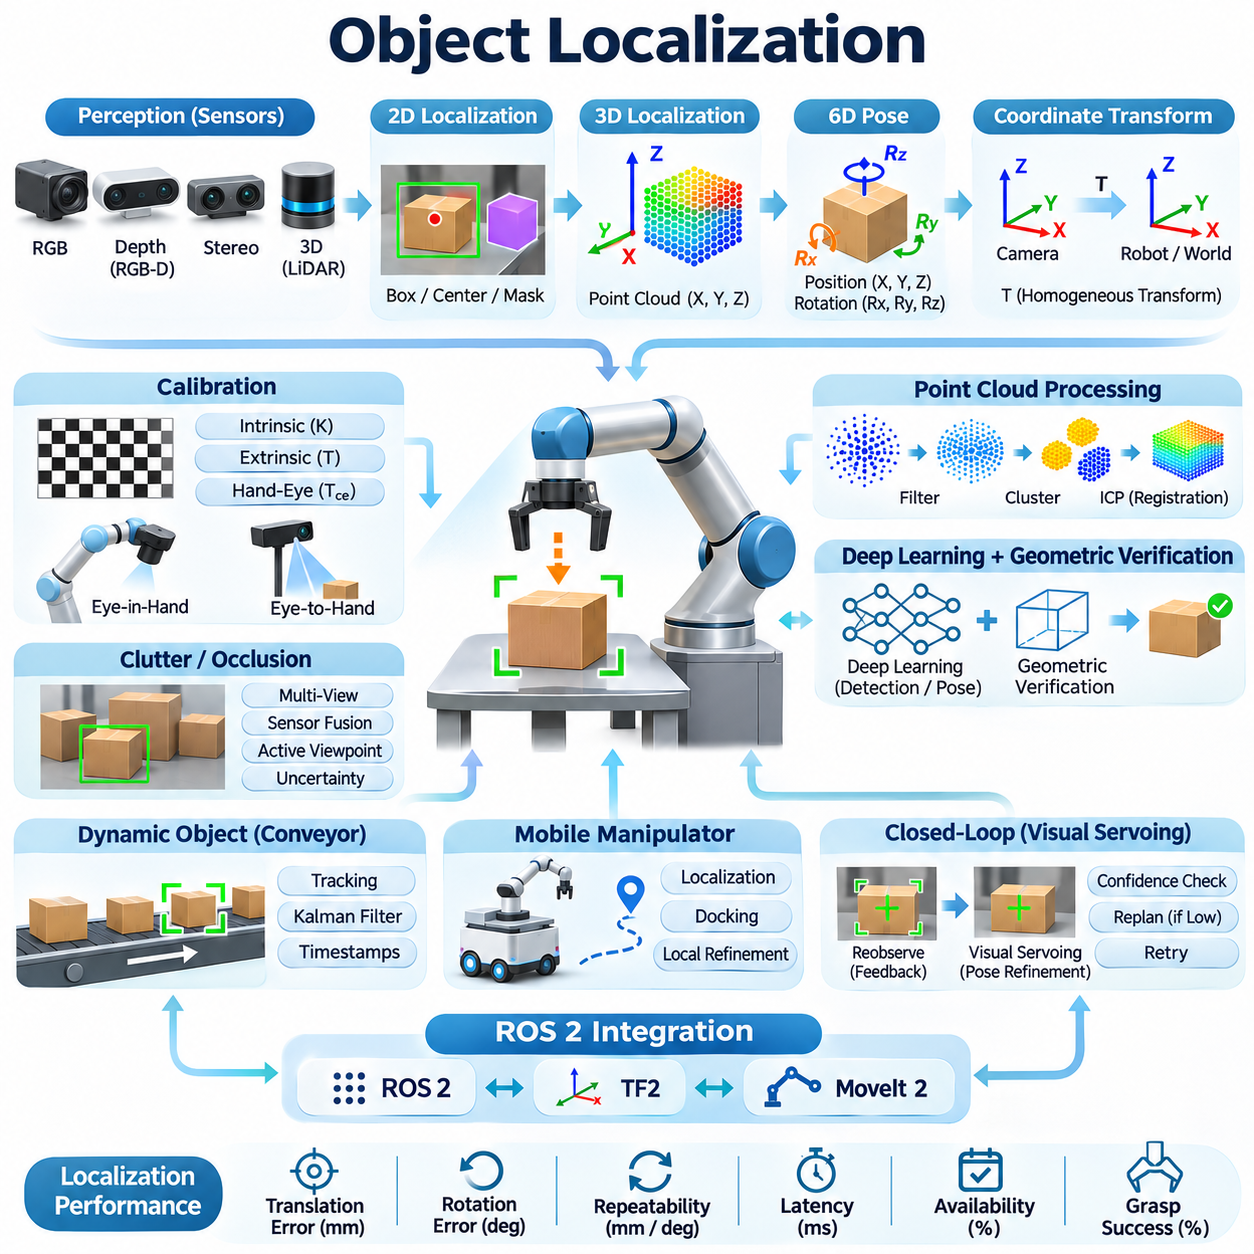 Object Localization
Perception (Sensors)
RGB
Depth
(RGB-D)
Stereo
3D
(LiDAR)
2D Localization
Box / Center / Mask
3D Localization
Z
Y
X
Point Cloud (X, Y, Z)
6D Pose
Rz
Ry
Rx
Position (X, Y, Z)
Rotation (Rx, Ry, Rz)
Coordinate Transform
Z
Y
X
Camera
T
Z
Y
X
Robot / World
T (Homogeneous Transform)
Calibration
Intrinsic (K)
Extrinsic (T)
Hand-Eye (Tce)
Eye-in-Hand
Eye-to-Hand
Point Cloud Processing
Filter
Cluster
ICP (Registration)
Deep Learning + Geometric Verification
Deep Learning
(Detection / Pose)
Geometric
Verification
Clutter / Occlusion
Multi-View
Sensor Fusion
Active Viewpoint
Uncertainty
Dynamic Object (Conveyor)
Tracking
Kalman Filter
Timestamps
Mobile Manipulator
Localization
Docking
Local Refinement
Closed-Loop (Visual Servoing)
Reobserve
(Feedback)
Visual Servoing
(Pose Refinement)
Confidence Check
Replan (if Low)
Retry
ROS 2 Integration
ROS 2
X
TF2
MoveIt 2
Localization
Performance
Translation
Error (mm)
Rotation
Error (deg)
Repeatability
(mm / deg)
Latency
(ms)
Availability
(%)
Grasp
Success (%)